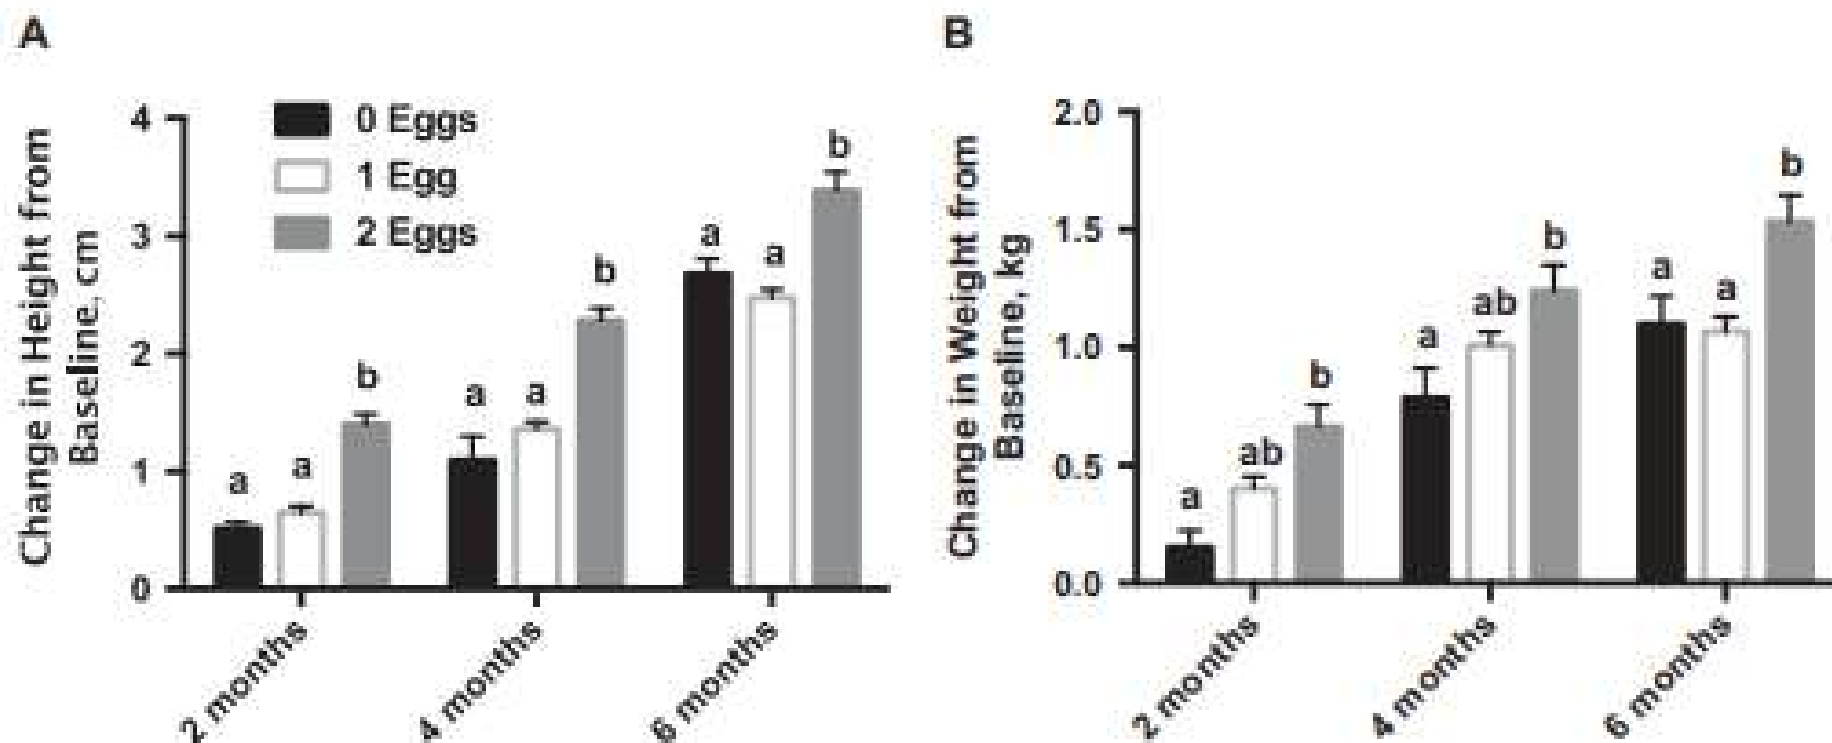 A
Change in Height from
Baseline, cm
4
3
2
1
0
0 Eggs
1 Egg
2 Eggs
a
a
b
a
a
b
a
a
b
2 months
4 months
6 months
B
Change in Weight from
Baseline, kg
2.0
1.5
1.0
0.5
0.0
a
ab
b
a
ab
b
a
a
b
2 months
4 months
6 months